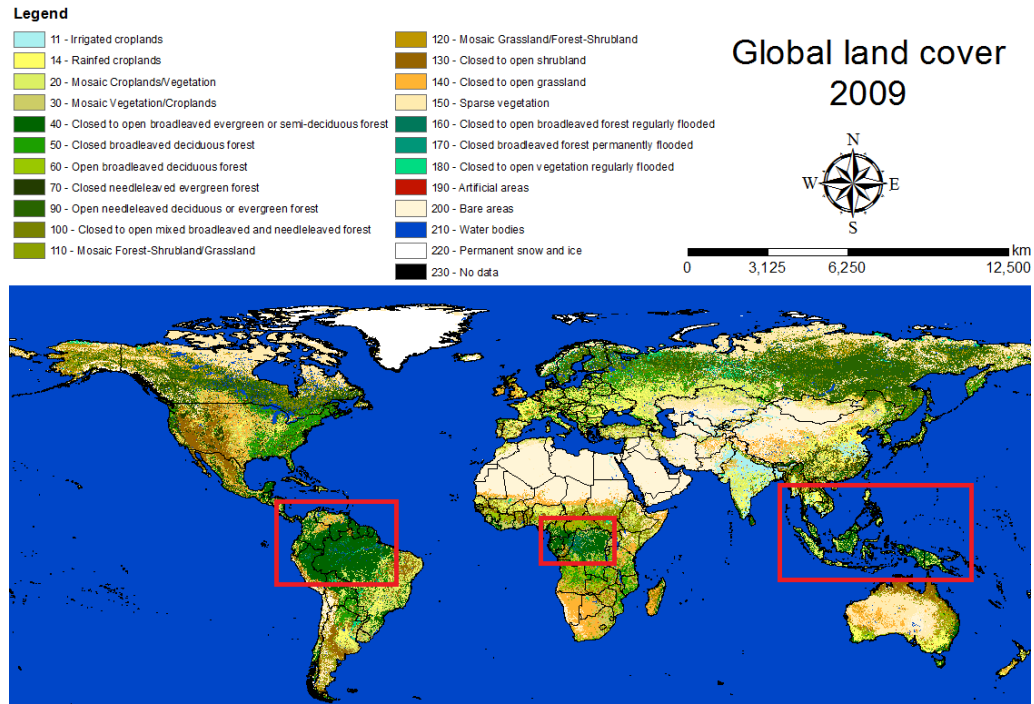 Legend
11 - Irrigated croplands
14 - Rainfed croplands
20 - Mosaic Croplands/Vegetation
30 - Mosaic Vegetation/Croplands
40 - Closed to open broadleaved evergreen or semi-deciduous forest
50 - Closed broadleaved deciduous forest
60 - Open broadleaved deciduous forest
70 - Closed needleleaved evergreen forest
90 - Open needleleaved deciduous or evergreen forest
100 - Closed to open mixed broadleaved and needleleaved forest
110 - Mosaic Forest-Shrubland/Grassland
120 - Mosaic Grassland/Forest-Shrubland
130 - Closed to open shrubland
140 - Closed to open grassland
150 - Sparse vegetation
160 - Closed to open broadleaved forest regularly flooded
170 - Closed broadleaved forest permanently flooded
180 - Closed to open vegetation regularly flooded
190 - Artificial areas
200 - Bare areas
210 - Water bodies
220 - Permanent snow and ice
230 - No data
Global land cover
2009
N
W E
S
km
0 3,125 6,250 12,500